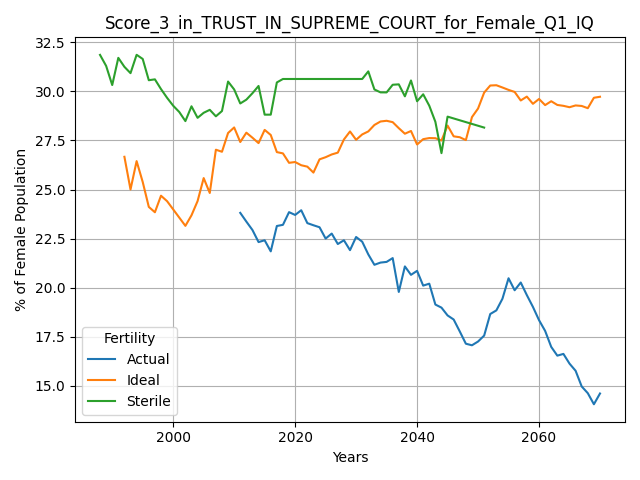 Score_3_in_TRUST_IN_SUPREME_COURT_for_Female_Q1_IQ
% of Female Population
32.5
30.0
27.5
25.0
22.5
20.0
17.5
15.0
Fertility
Actual
Ideal
Sterile
2000 2020 2040 2060
Years